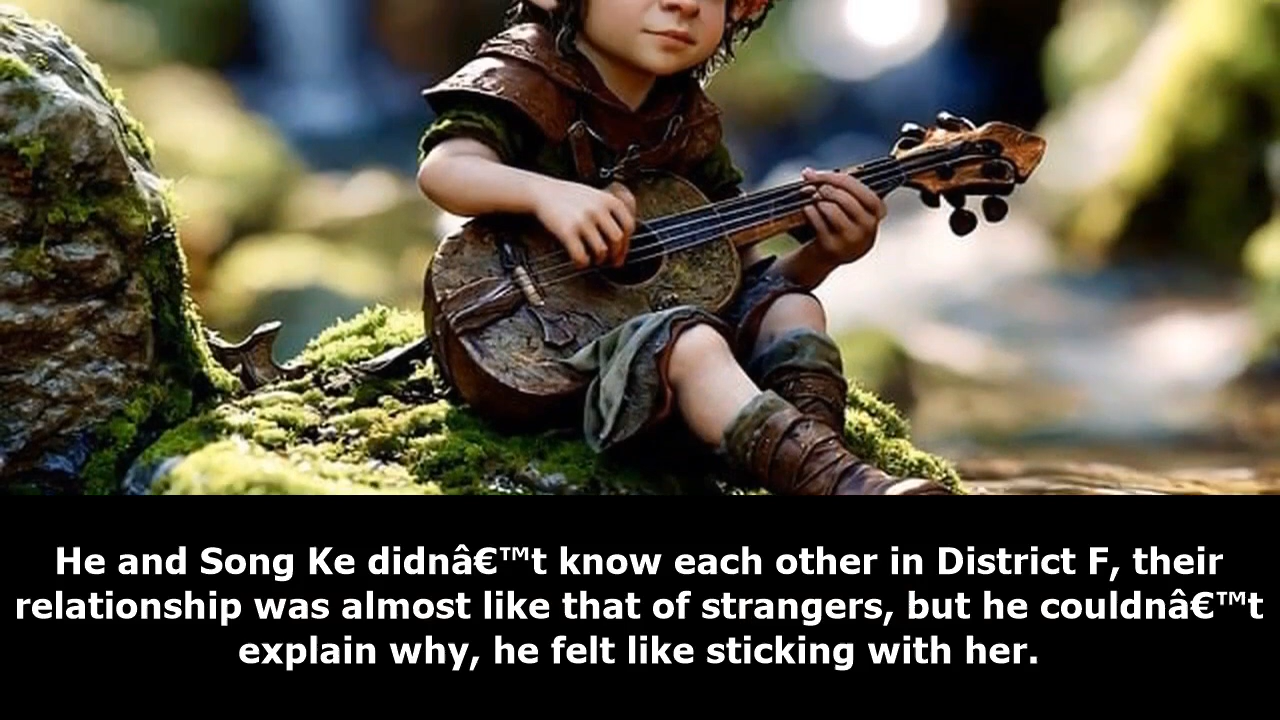 He and Song Ke didnâ€™t know each other in District F, their
relationship was almost like that of strangers, but he couldnâ€™t
explain why, he felt like sticking with her.